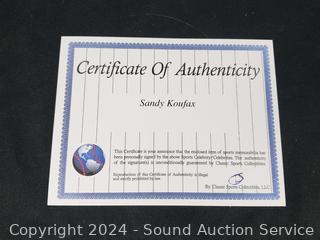 Certificate Of Authenticity
Sandy Koufax
This Certificate is your assurance that the enclosed item of sports memorabilia has
been personally signed by the above Sports Celebrity/Celebrities. The authenticity
of the signature(s) is unconditionally guaranteed by Classic Sports Collectibles.
Reproduction of this Certificate of Authenticity is illegal
and strictly prohibited by law.
By Classic Sports Collectibles, LLC
Copyright 2024 - Sound Auction Service